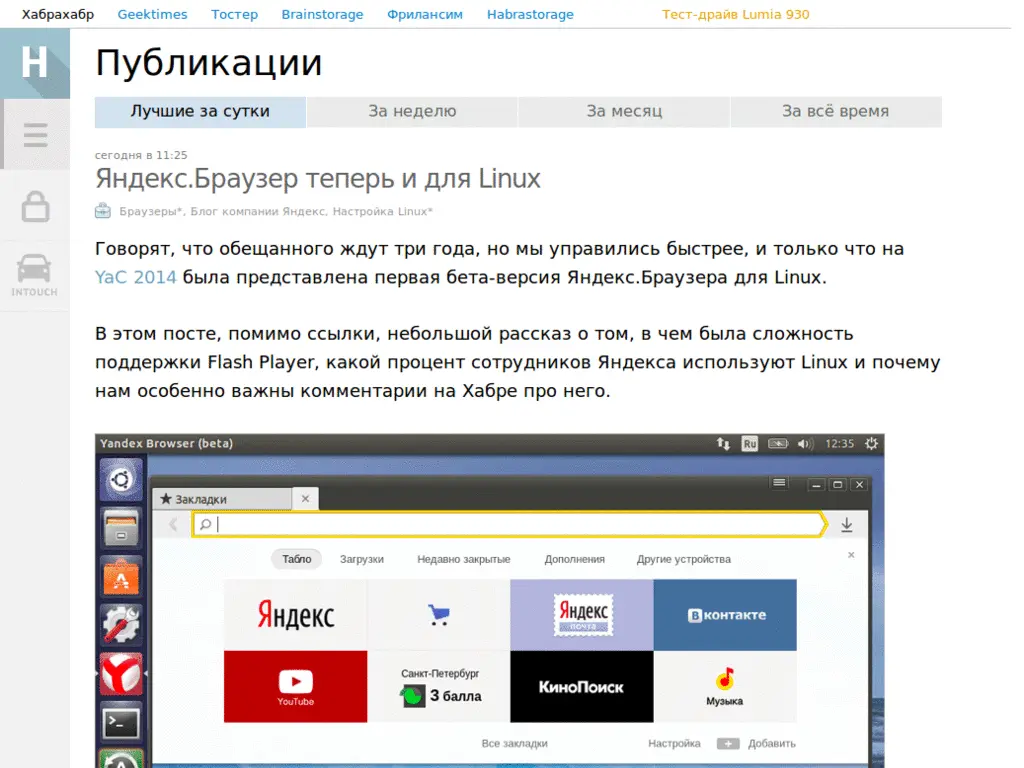 Хабрахабр Geektimes Тостер Brainstorage Фрилансим Habrastorage Тест-драйв Lumia 930
H
Публикации
Лучшие за сутки За неделю За месяц За всё время
INTOUCH
сегодня в 11:25
Яндекс.Браузер теперь и для Linux
Браузеры*, Блог компании Яндекс, Настройка Linux*
Говорят, что обещанного ждут три года, но мы управились быстрее, и только что на
YaC 2014 была представлена первая бета-версия Яндекс.Браузера для Linux.
В этом посте, помимо ссылки, небольшой рассказ о том, в чем была сложность
поддержки Flash Player, какой процент сотрудников Яндекса используют Linux и почему
нам особенно важны комментарии на Хабре про него.
Yandex Browser (beta) Ru 12:35
Закладки
Табло Загрузки Недавно закрытые Дополнения Другие устройства
Яндекс
Яндекс
почта
В контакте
YouTube
Санкт-Петербург
3 балла
КиноПоиск
Музыка
Все закладки Настройка Добавить